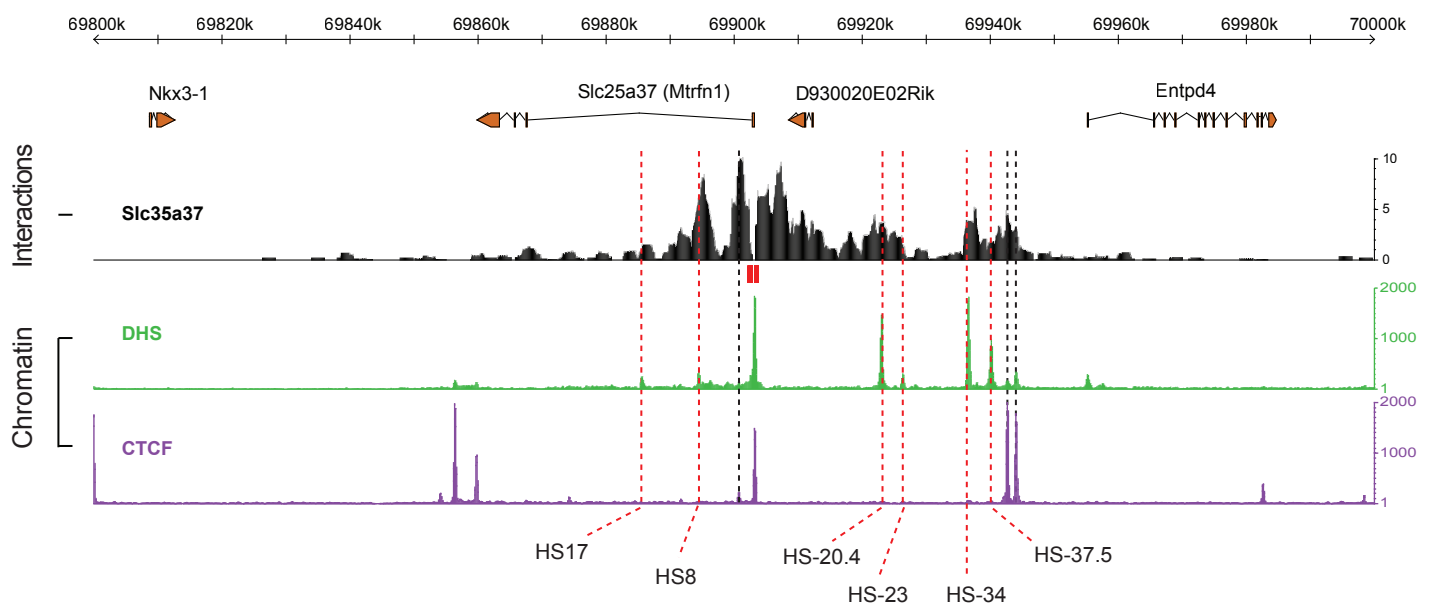 69800k 69820k 69840k 69860k 69880k 69900k 69920k 69940k 69960k 69980k 70000k
Nkx3-1
Slc25a37 (Mtrfn1)
D930020E02Rik
Entpd4
Interactions
Slc35a37
10
5
0
Chromatin
DHS
2000
1000
1
CTCF
2000
1000
1
HS17
HS8
HS-20.4
HS-23
HS-34
HS-37.5